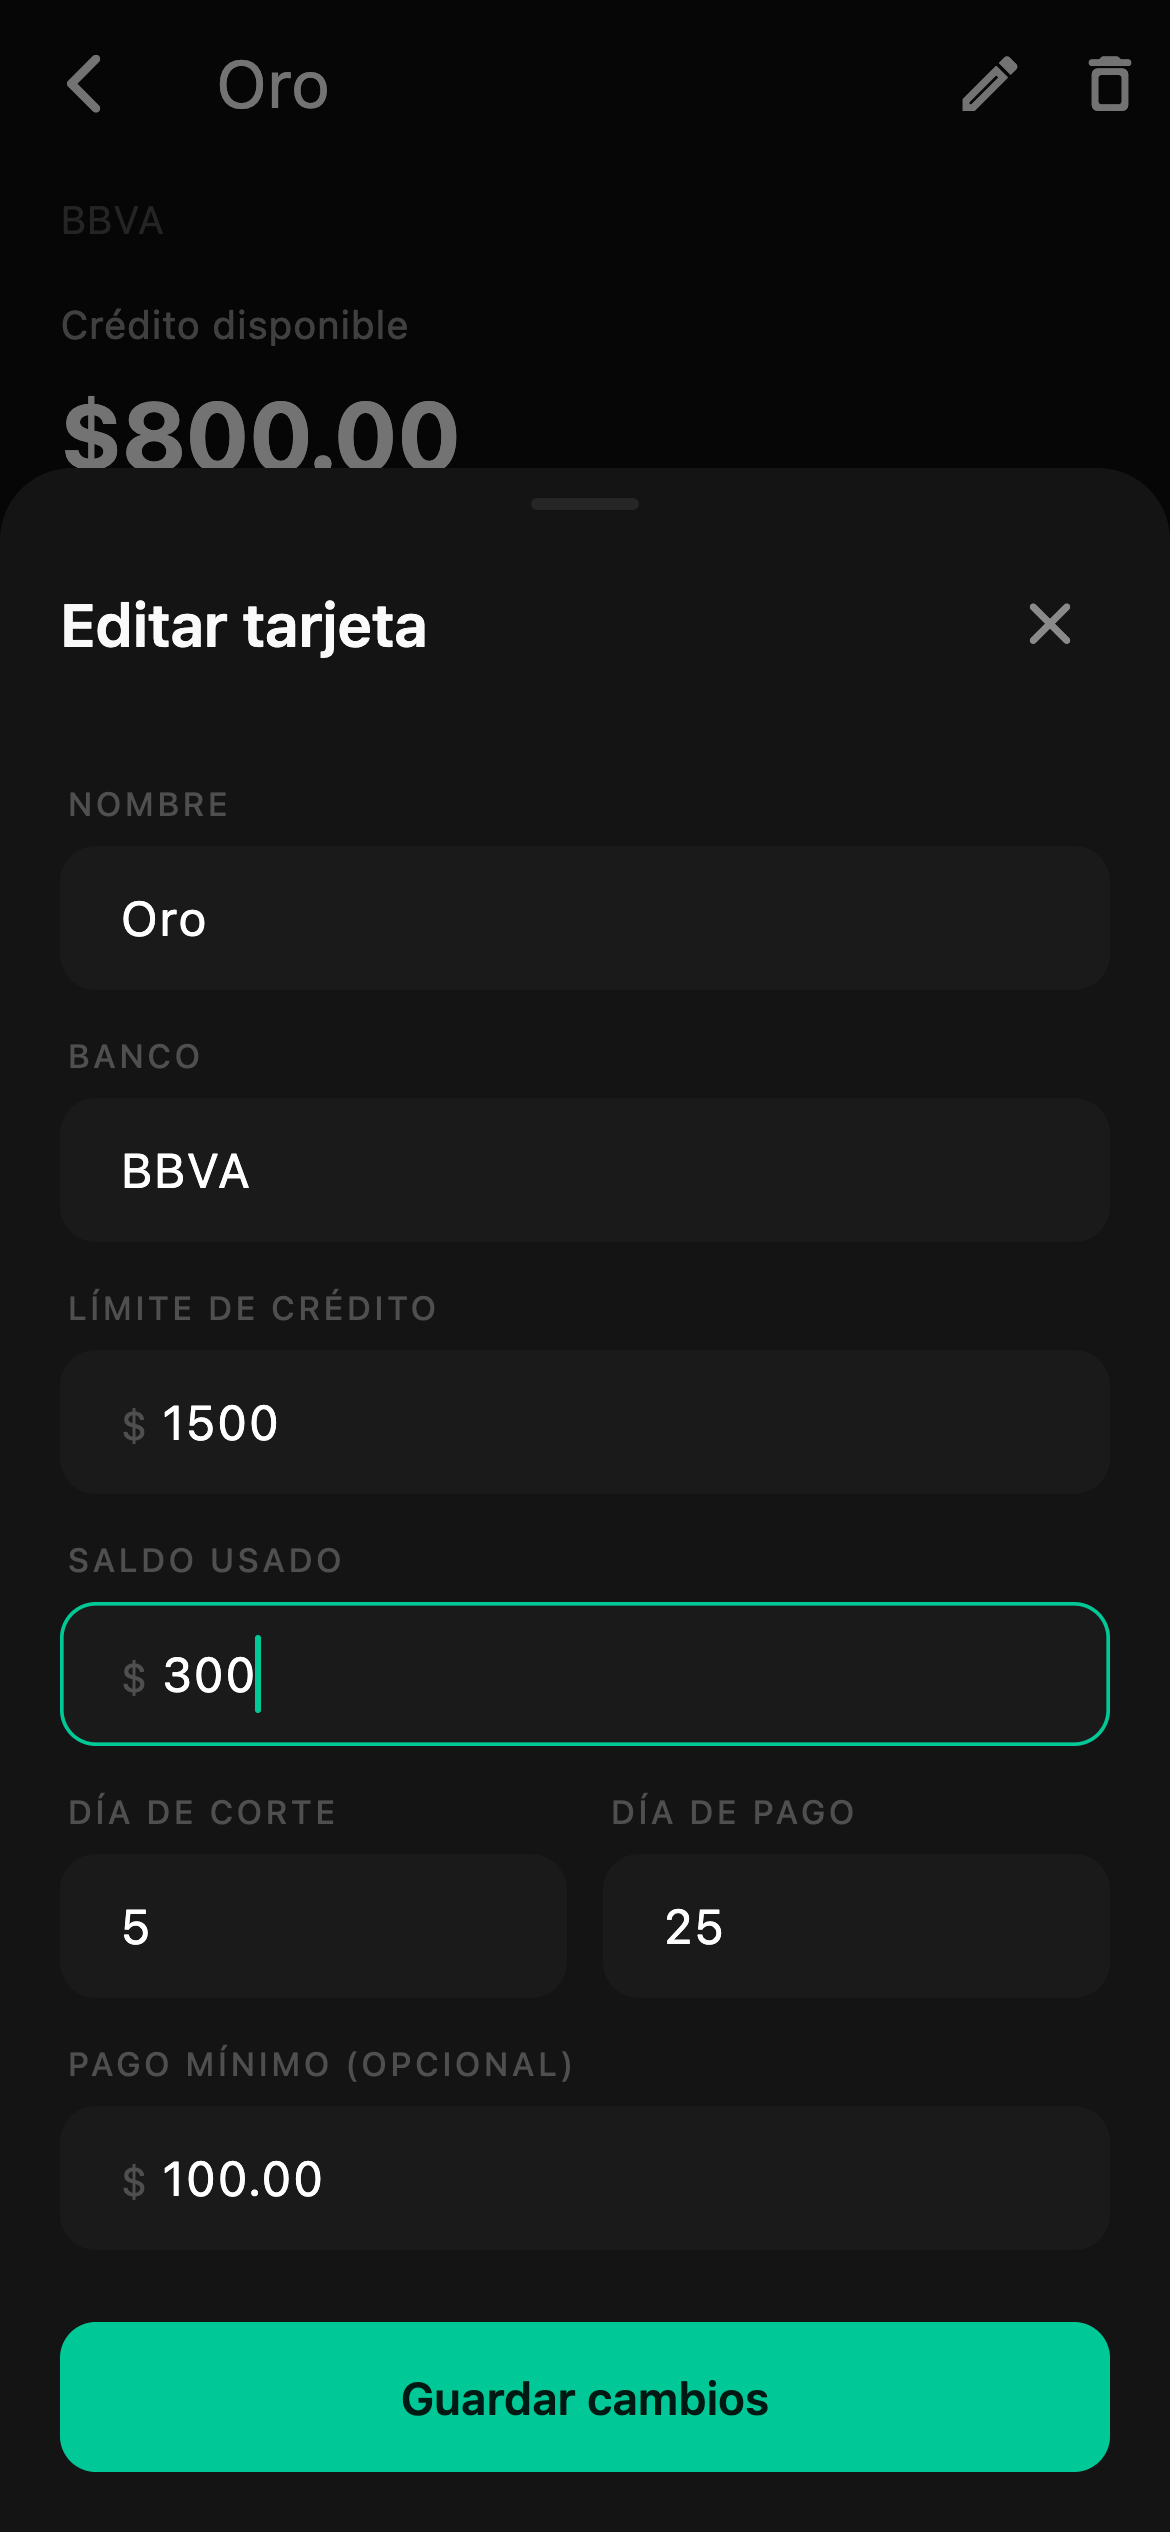 Oro
BBVA
Crédito disponible
$800.00
Editar tarjeta
NOMBRE
Oro
BANCO
BBVA
LÍMITE DE CRÉDITO
$ 1500
SALDO USADO
$ 300
DÍA DE CORTE
DÍA DE PAGO
5
25
PAGO MÍNIMO (OPCIONAL)
$ 100.00
Guardar cambios